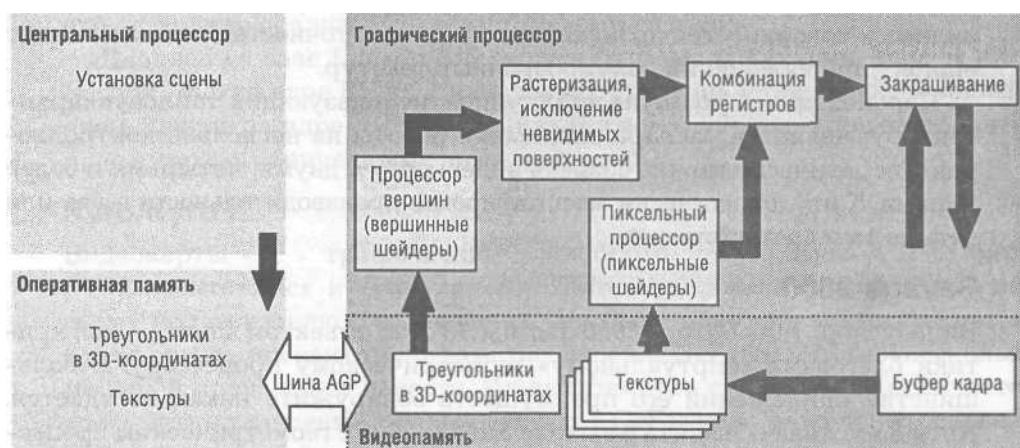 Центральный процессор
Установка сцены
Оперативная память
Треугольники
в 3D-координатах
Текстуры
Шина AGP
Графический процессор
Процессор
вершин
(вершинные
шейдеры)
Растеризация,
исключение
невидимых
поверхностей
Комбинация
регистров
Закрашивание
Пиксельный
процессор
(пиксельные
шейдеры)
Треугольники
в 3D-координатах
Текстуры
Буфер кадра
Видеопамять